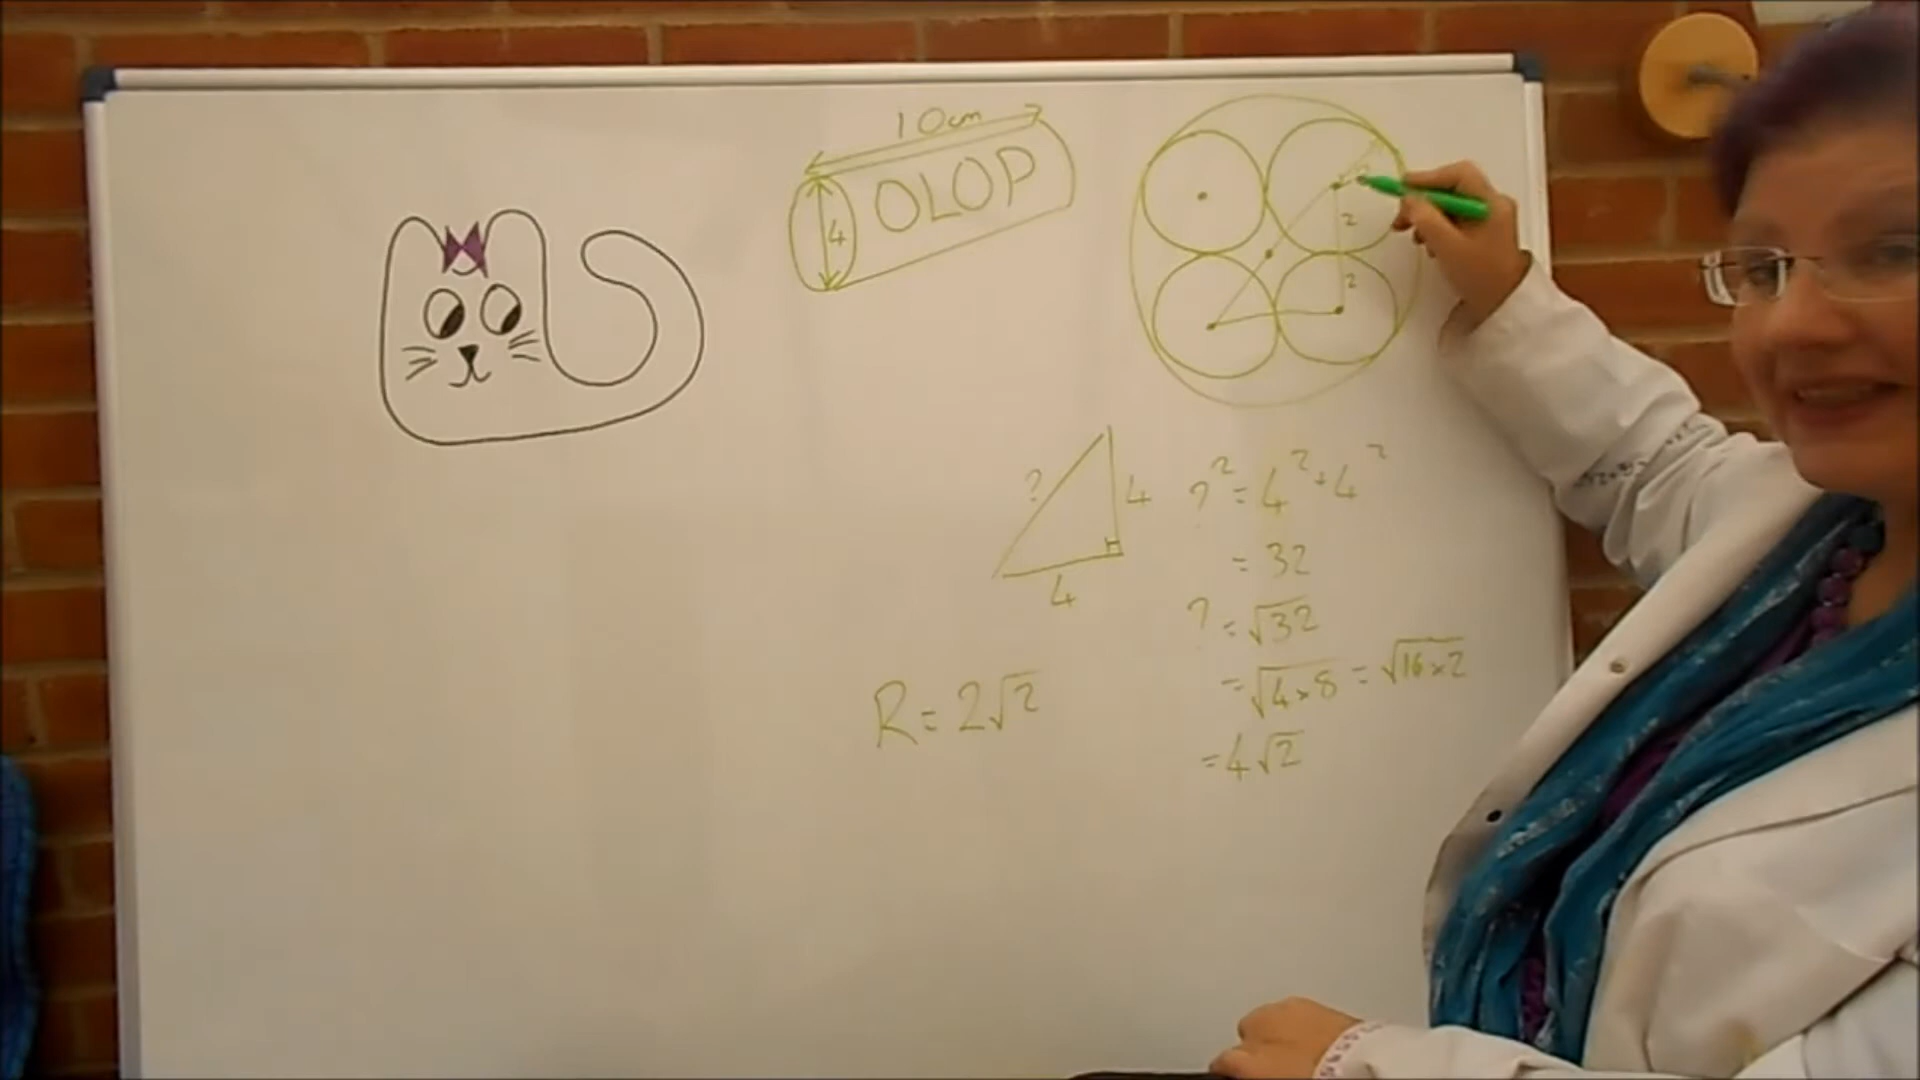 10cm
4
OLOP
2
2
?
4
4
?² = 4² + 4²
= 32
? = √32
= √4×8 = √16×2
= 4√2
R = 2√2